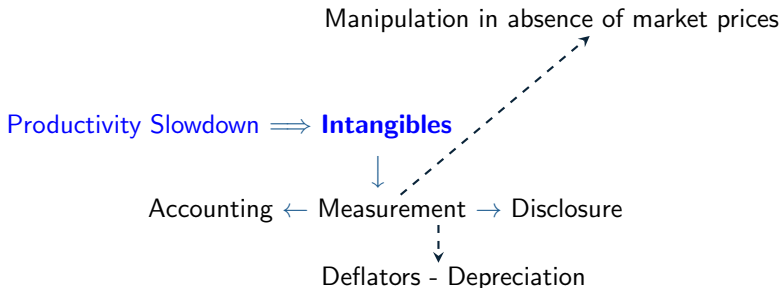 Manipulation in absence of market prices
Productivity Slowdown ⟹ Intangibles
↓
Accounting ← Measurement → Disclosure
Deflators - Depreciation